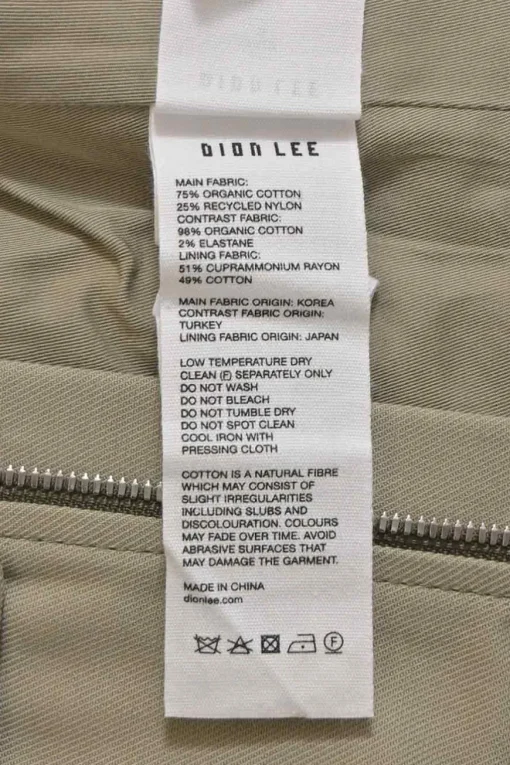 DION LEE
DION LEE
MAIN FABRIC:
75% ORGANIC COTTON
25% RECYCLED NYLON
CONTRAST FABRIC:
98% ORGANIC COTTON
2% ELASTANE
LINING FABRIC:
51% CUPRAMMONIUM RAYON
49% COTTON
MAIN FABRIC ORIGIN: KOREA
CONTRAST FABRIC ORIGIN:
TURKEY
LINING FABRIC ORIGIN: JAPAN
LOW TEMPERATURE DRY
CLEAN Ⓕ SEPARATELY ONLY
DO NOT WASH
DO NOT BLEACH
DO NOT TUMBLE DRY
DO NOT SPOT CLEAN
COOL IRON WITH
PRESSING CLOTH
COTTON IS A NATURAL FIBRE
WHICH MAY CONSIST OF
SLIGHT IRREGULARITIES
INCLUDING SLUBS AND
DISCOLOURATION. COLOURS
MAY FADE OVER TIME. AVOID
ABRASIVE SURFACES THAT
MAY DAMAGE THE GARMENT.
MADE IN CHINA
dionlee.com
Ⓕ